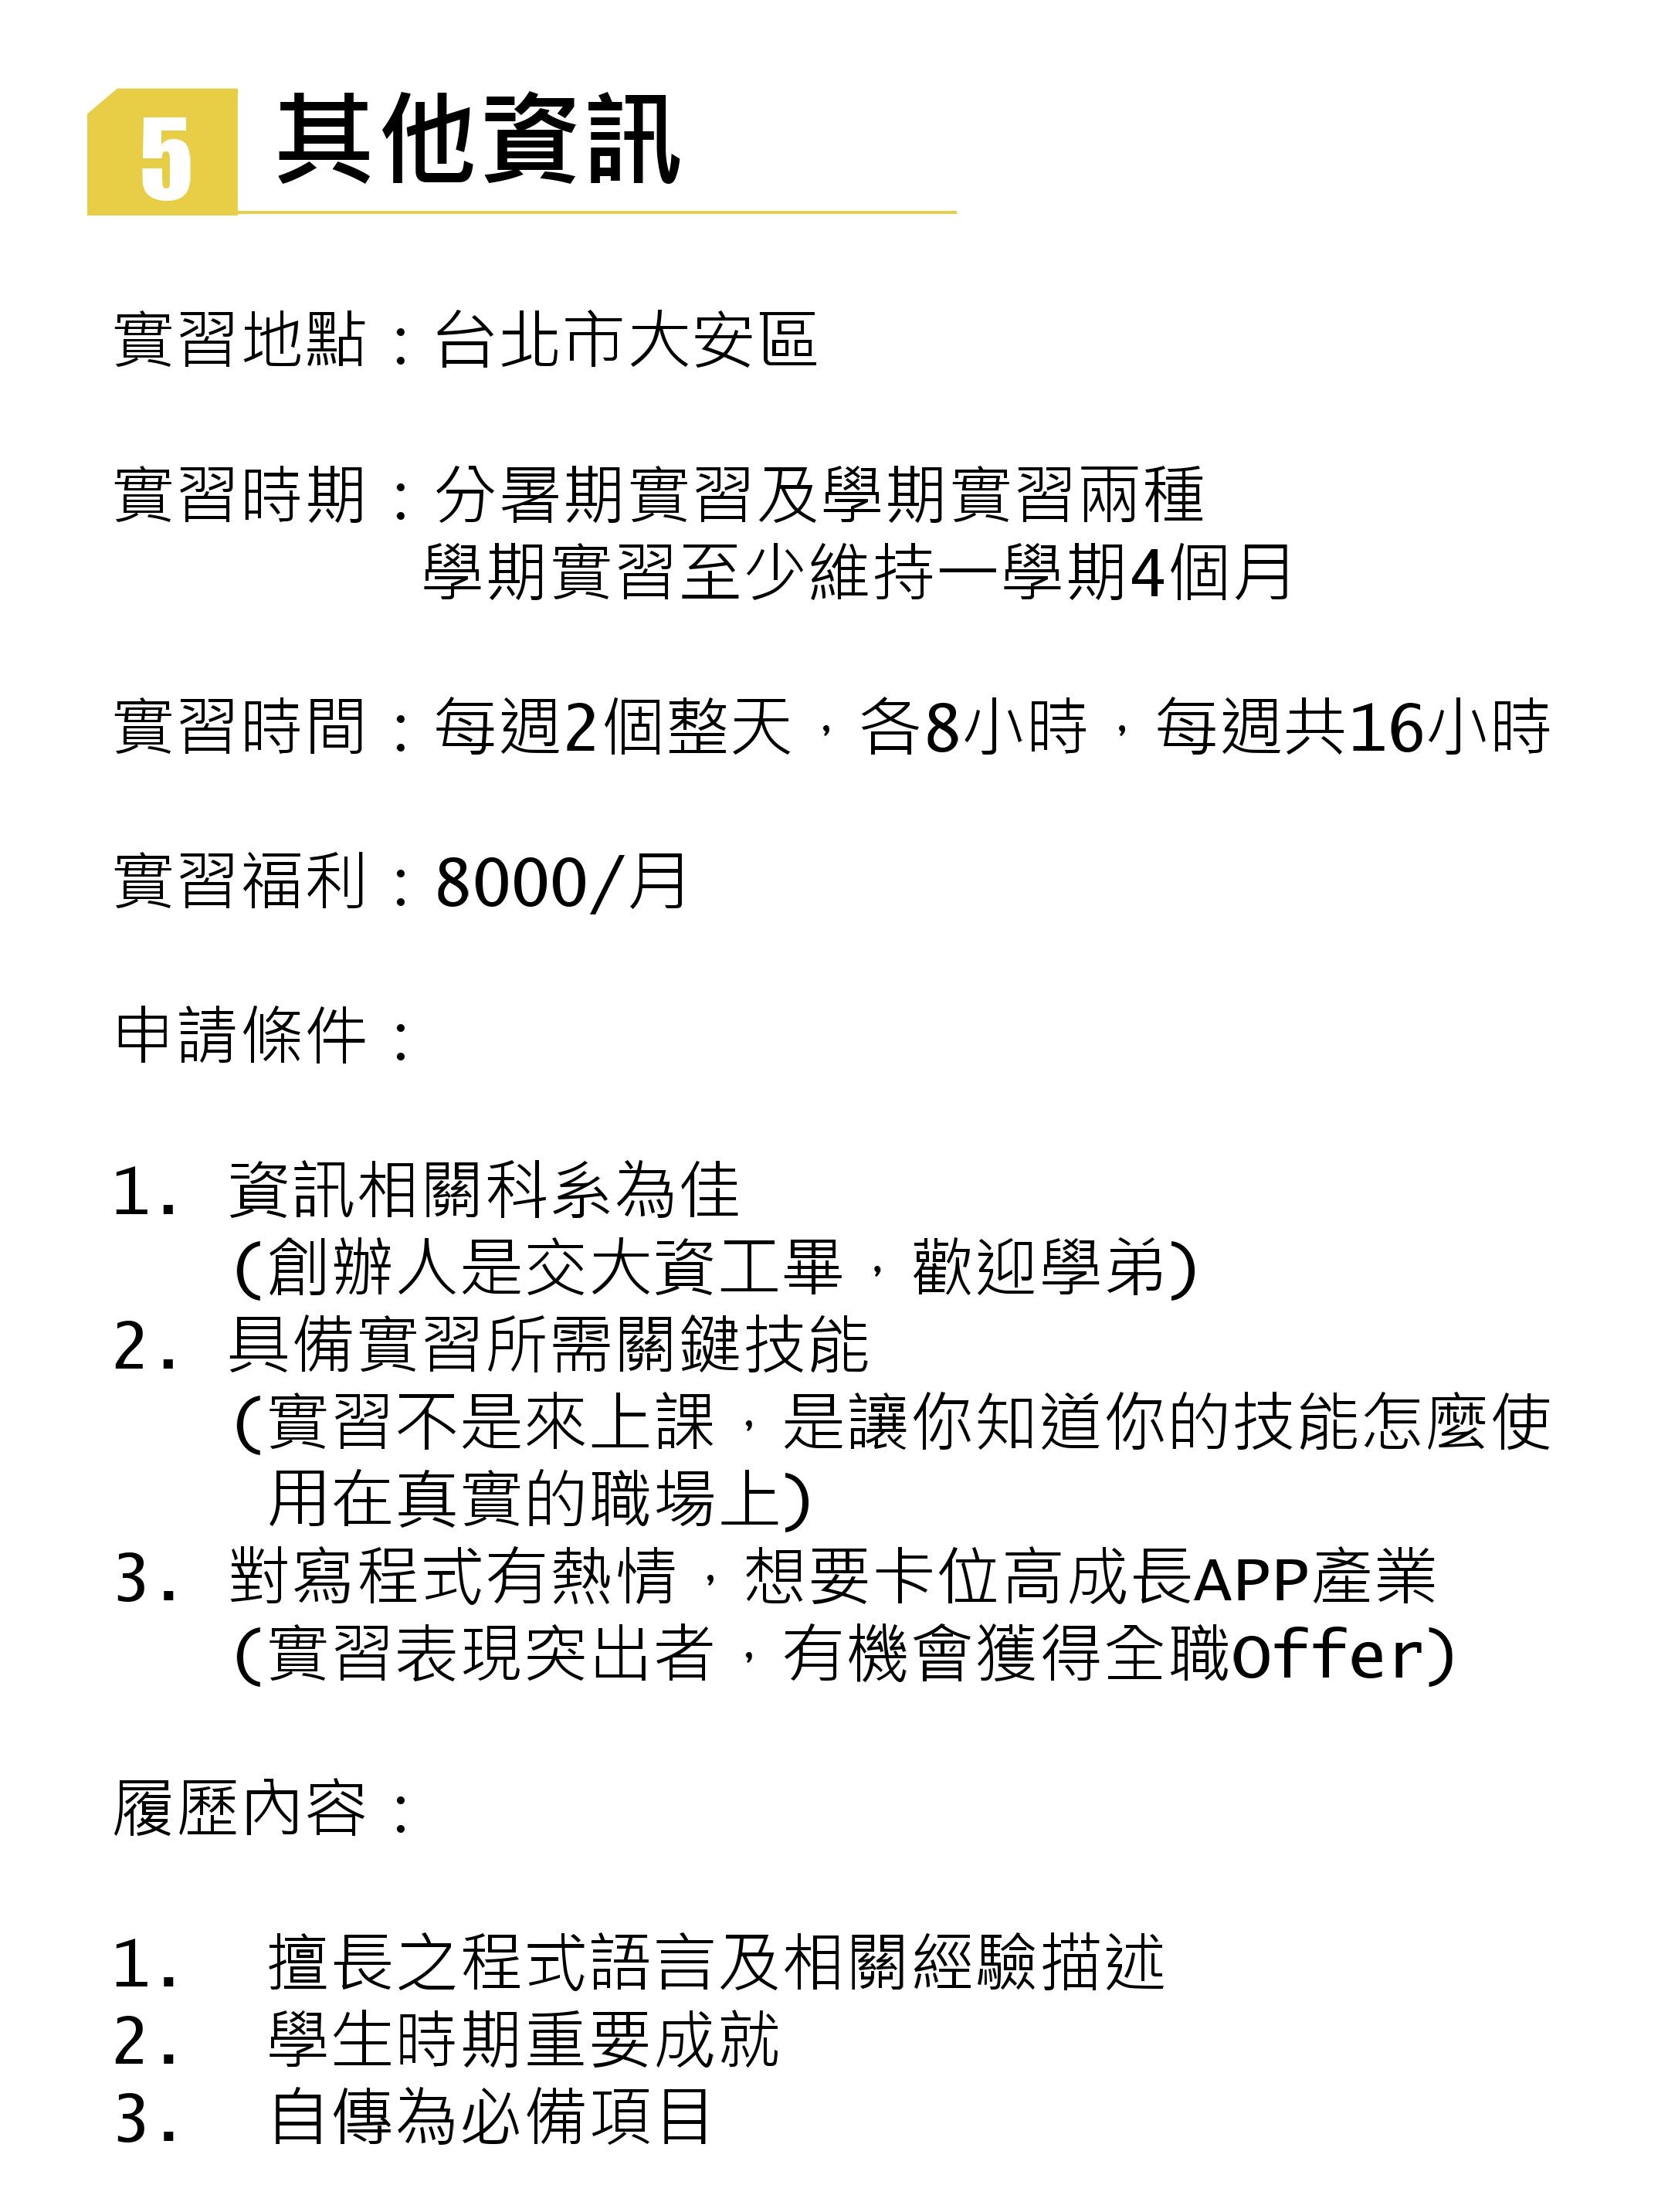 5 其他資訊
實習地點：台北市大安區
實習時期：分暑期實習及學期實習兩種
學期實習至少維持一學期4個月
實習時間：每週2個整天，各8小時，每週共16小時
實習福利：8000/月
申請條件：
1. 資訊相關科系為佳
(創辦人是交大資工畢，歡迎學弟)
2. 具備實習所需關鍵技能
(實習不是來上課，是讓你知道你的技能怎麼使
用在真實的職場上)
3. 對寫程式有熱情，想要卡位高成長APP產業
(實習表現突出者，有機會獲得全職Offer)
履歷內容：
1. 擅長之程式語言及相關經驗描述
2. 學生時期重要成就
3. 自傳為必備項目